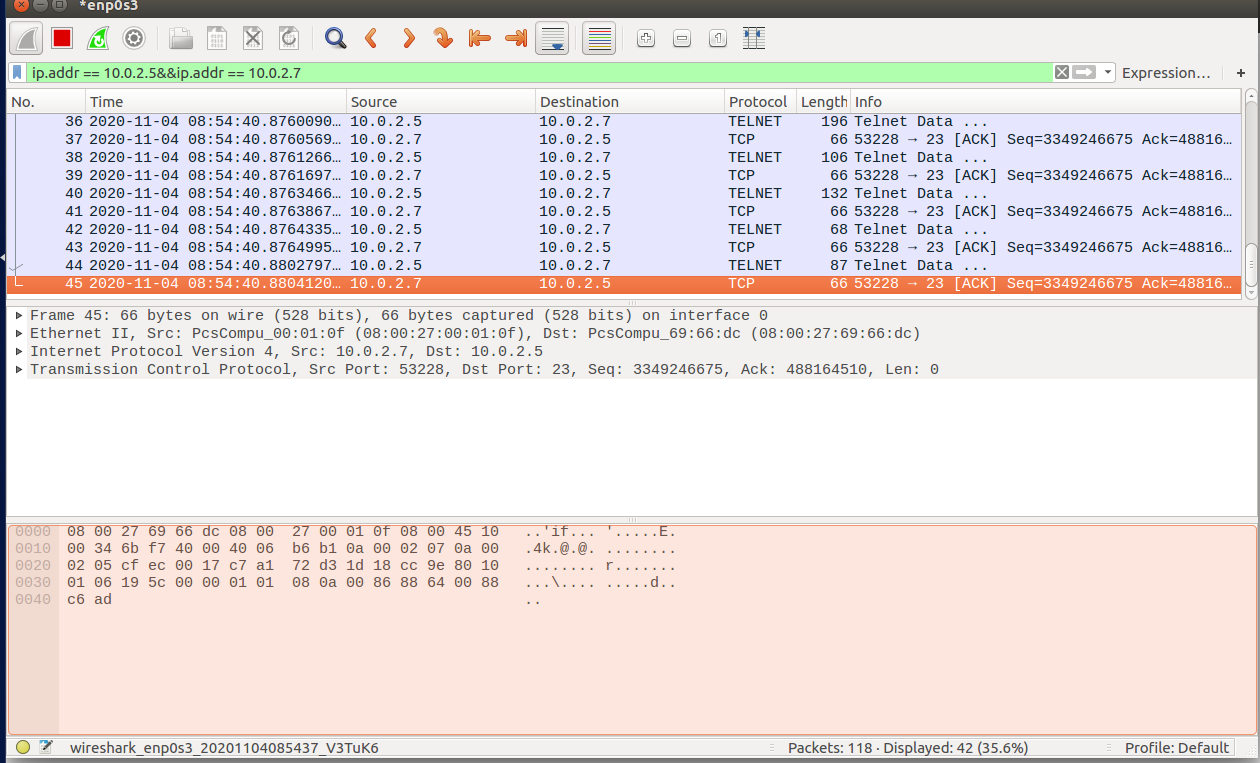 *enp0s3
ip.addr == 10.0.2.5&&ip.addr == 10.0.2.7
Expression…
+
No. Time Source Destination Protocol Length Info
36 2020-11-04 08:54:40.8760090… 10.0.2.5 10.0.2.7 TELNET 196 Telnet Data ...
37 2020-11-04 08:54:40.8760569… 10.0.2.7 10.0.2.5 TCP 66 53228 → 23 [ACK] Seq=3349246675 Ack=48816…
38 2020-11-04 08:54:40.8761266… 10.0.2.5 10.0.2.7 TELNET 106 Telnet Data ...
39 2020-11-04 08:54:40.8761697… 10.0.2.7 10.0.2.5 TCP 66 53228 → 23 [ACK] Seq=3349246675 Ack=48816…
40 2020-11-04 08:54:40.8763466… 10.0.2.5 10.0.2.7 TELNET 132 Telnet Data ...
41 2020-11-04 08:54:40.8763867… 10.0.2.7 10.0.2.5 TCP 66 53228 → 23 [ACK] Seq=3349246675 Ack=48816…
42 2020-11-04 08:54:40.8764335… 10.0.2.5 10.0.2.7 TELNET 68 Telnet Data ...
43 2020-11-04 08:54:40.8764995… 10.0.2.7 10.0.2.5 TCP 66 53228 → 23 [ACK] Seq=3349246675 Ack=48816…
44 2020-11-04 08:54:40.8802797… 10.0.2.5 10.0.2.7 TELNET 87 Telnet Data ...
45 2020-11-04 08:54:40.8804120… 10.0.2.7 10.0.2.5 TCP 66 53228 → 23 [ACK] Seq=3349246675 Ack=48816…
Frame 45: 66 bytes on wire (528 bits), 66 bytes captured (528 bits) on interface 0
Ethernet II, Src: PcsCompu_00:01:0f (08:00:27:00:01:0f), Dst: PcsCompu_69:66:dc (08:00:27:69:66:dc)
Internet Protocol Version 4, Src: 10.0.2.7, Dst: 10.0.2.5
Transmission Control Protocol, Src Port: 53228, Dst Port: 23, Seq: 3349246675, Ack: 488164510, Len: 0
0000 08 00 27 69 66 dc 08 00 27 00 01 0f 08 00 45 10 ..'if... '.....E.
0010 00 34 6b f7 40 00 40 06 b6 b1 0a 00 02 07 0a 00 .4k.@.@. ........
0020 02 05 cf ec 00 17 c7 a1 72 d3 1d 18 cc 9e 80 10 ........ r.......
0030 01 06 19 5c 00 00 01 01 08 0a 00 86 88 64 00 88 ...\.... .....d..
0040 c6 ad ..
wireshark_enp0s3_20201104085437_V3TuK6
Packets: 118 · Displayed: 42 (35.6%)
Profile: Default